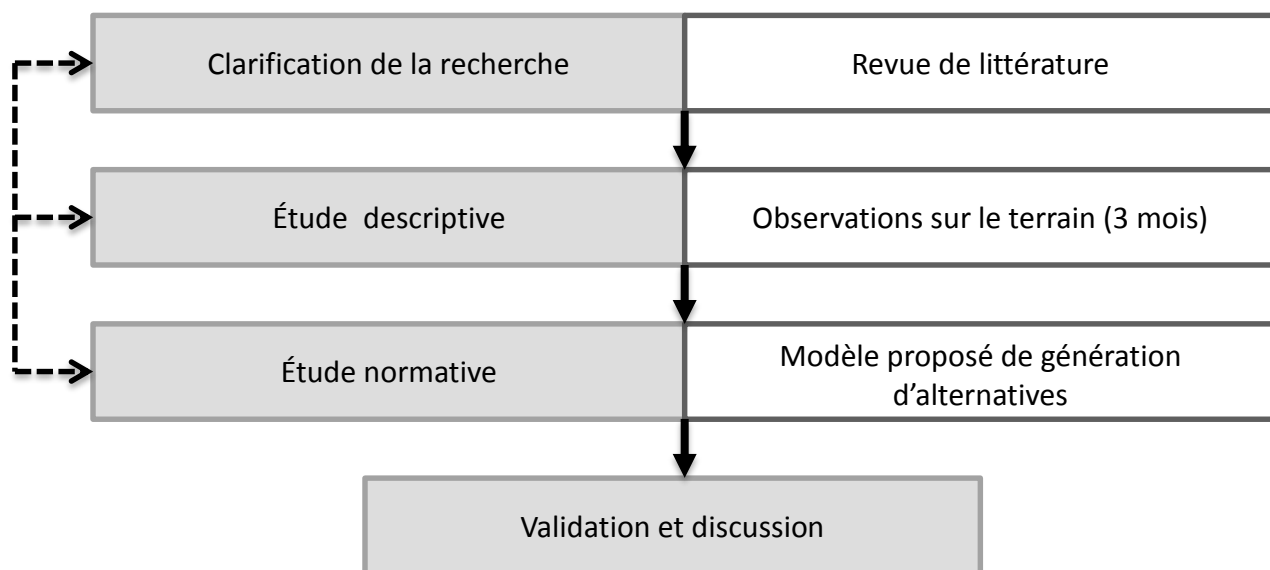 Clarification de la recherche
Revue de littérature
Étude descriptive
Observations sur le terrain (3 mois)
Étude normative
Modèle proposé de génération
d'alternatives
Validation et discussion